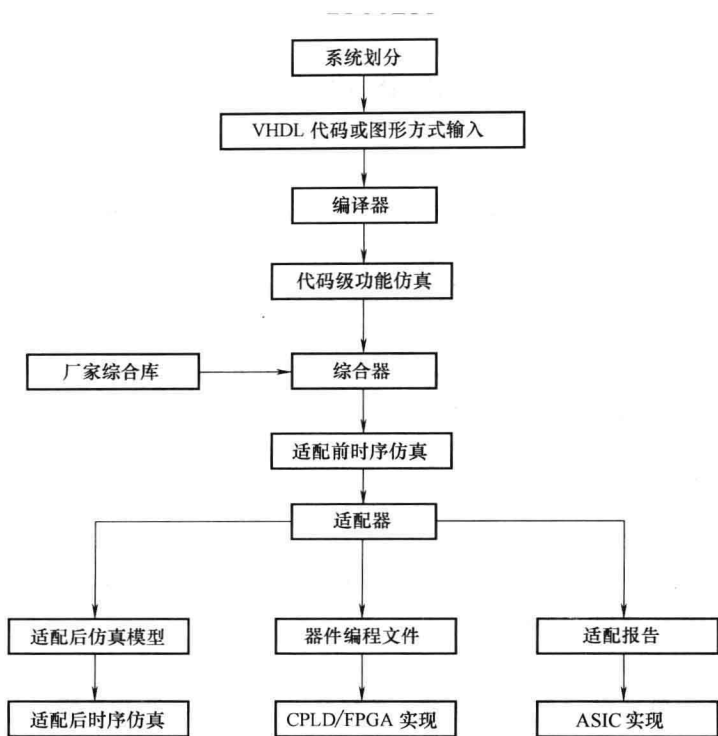 系统划分
VHDL 代码或图形方式输入
编译器
代码级功能仿真
厂家综合库
综合器
适配前时序仿真
适配器
适配后仿真模型
器件编程文件
适配报告
适配后时序仿真
CPLD/FPGA 实现
ASIC 实现